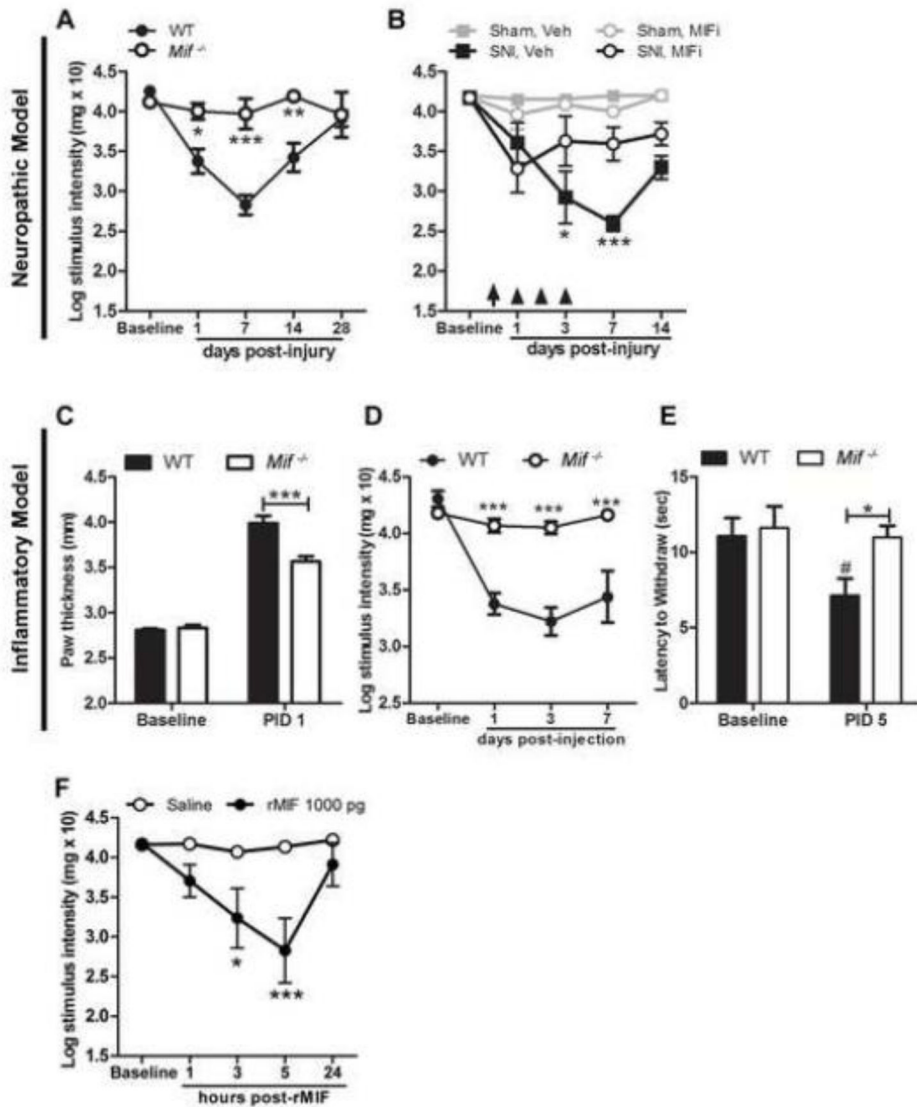 Neuropathic Model
A
WT
Mif -/-
Log stimulus intensity (mg x 10)
4.5
4.0
3.5
3.0
2.5
2.0
1.5
*
***
**
Baseline 1 7 14 28
days post-injury
B
Sham, Veh Sham, MIFi
SNI, Veh SNI, MIFi
4.5
4.0
3.5
3.0
2.5
2.0
1.5
*
***
Baseline 1 3 7 14
days post-injury
Inflammatory Model
C
WT Mif -/-
Paw thickness (mm)
4.5
4.0
3.5
3.0
2.5
2.0
***
Baseline PID 1
D
WT Mif -/-
Log stimulus intensity (mg x 10)
4.5
4.0
3.5
3.0
2.5
*** *** ***
Baseline 1 3 7
days post-injection
E
WT Mif -/-
Latency to Withdraw (sec)
15
10
5
0
#
*
Baseline PID 5
F
Saline rMIF 1000 pg
Log stimulus intensity (mg x 10)
4.5
4.0
3.5
3.0
2.5
2.0
1.5
*
***
Baseline 1 3 5 24
hours post-rMIF